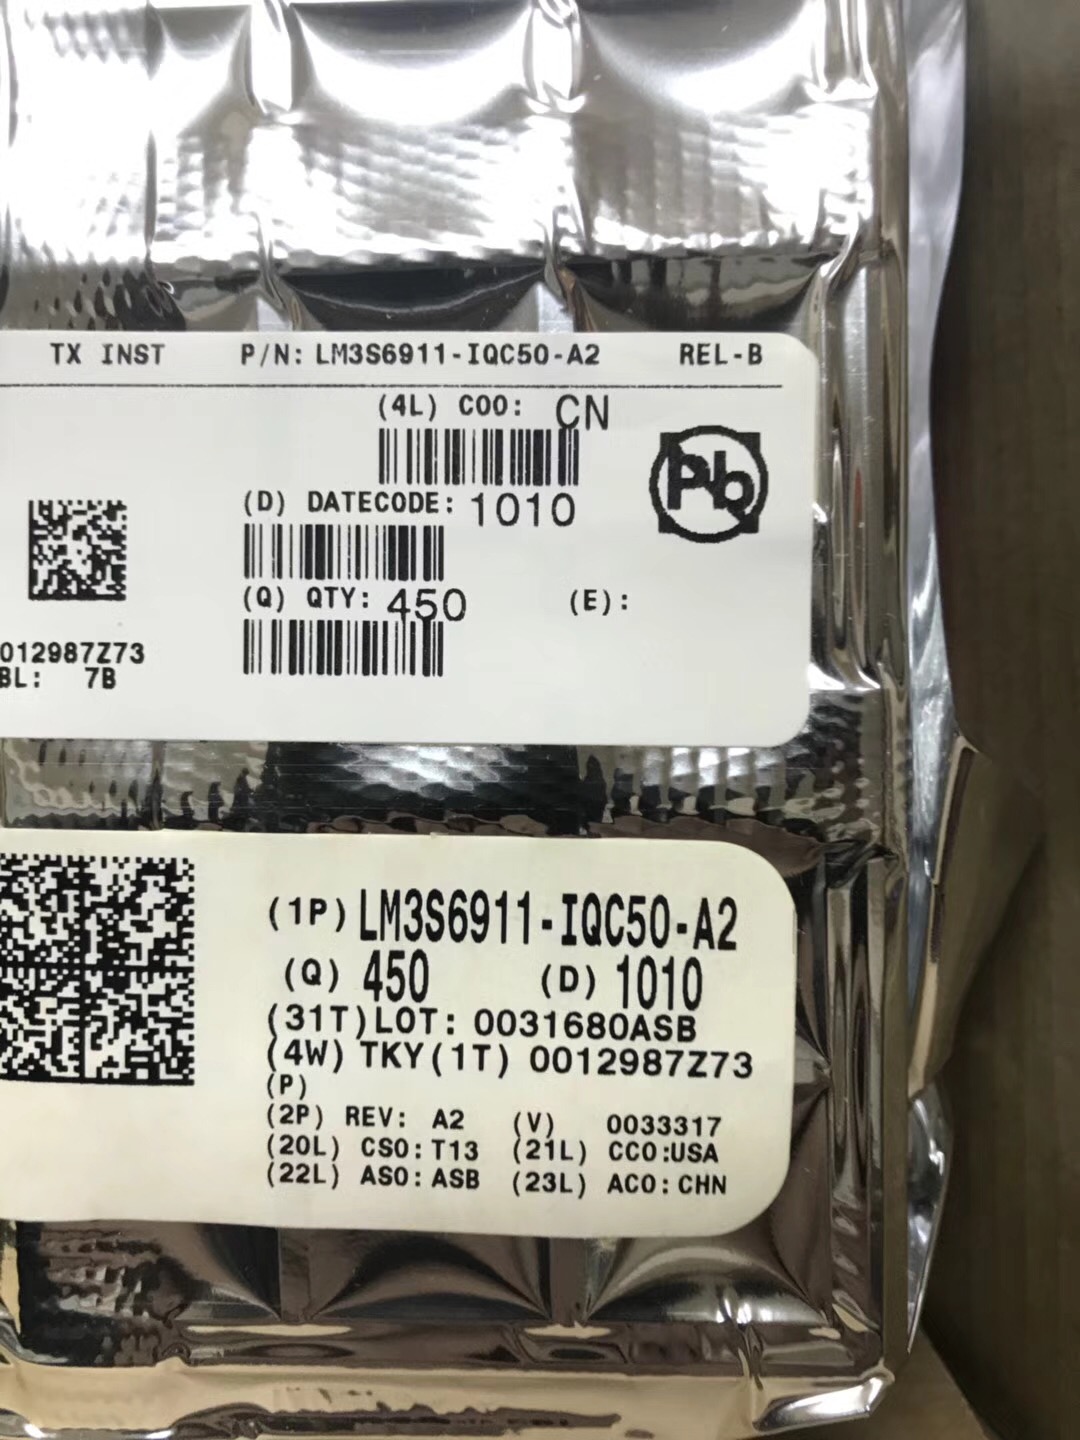 TX INST P/N: LM3S6911-IQC50-A2 REL-B
(4L) COO: CN
Pb
(D) DATECODE: 1010
(Q) QTY: 450 (E):
012987Z73
BL: 7B
(1P) LM3S6911-IQC50-A2
(Q) 450 (D) 1010
(31T)LOT: 0031680ASB
(4W) TKY(1T) 0012987Z73
(P)
(2P) REV: A2 (V) 0033317
(20L) CSO:T13 (21L) CCO:USA
(22L) ASO:ASB (23L) ACO:CHN